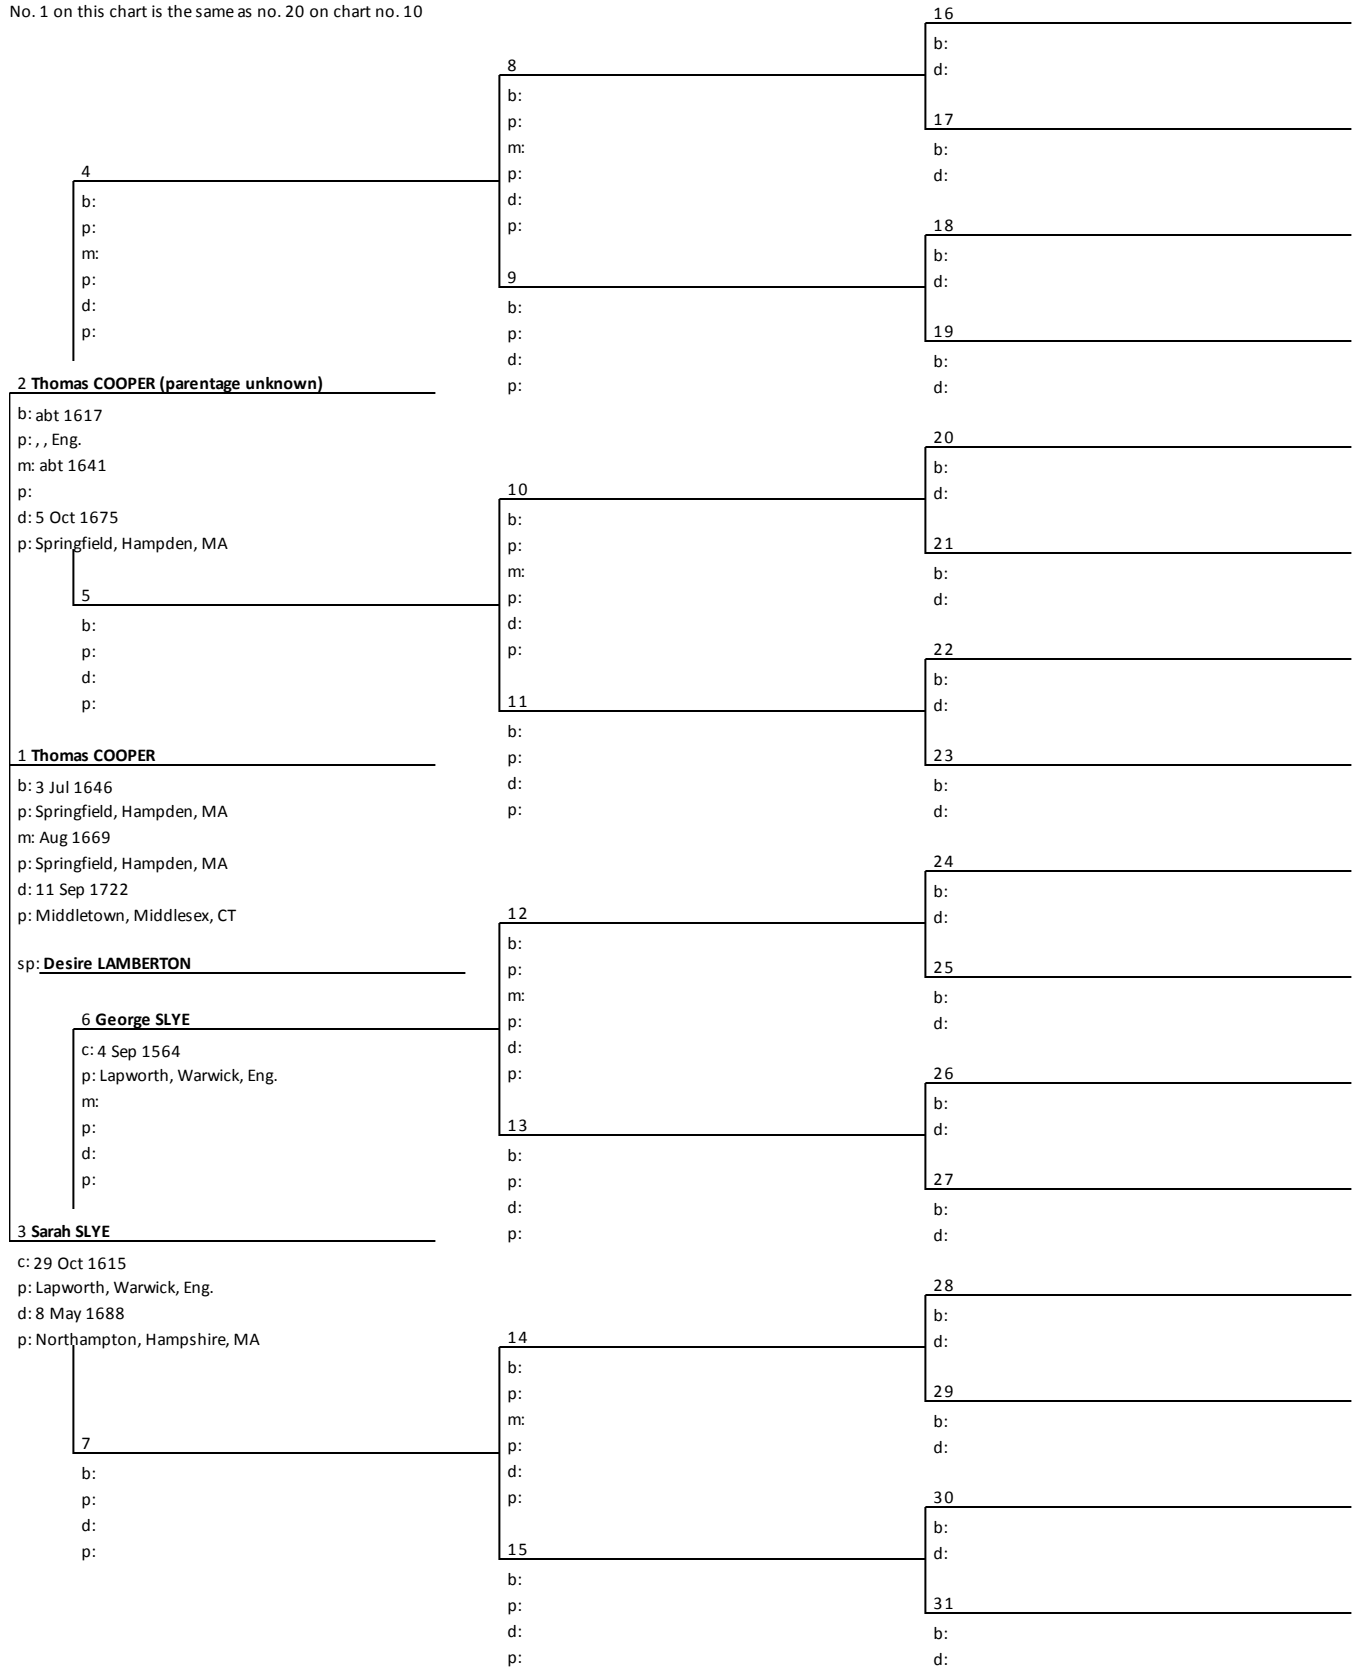 No. 1 on this chart is the same as no. 20 on chart no. 10
16
b:
d:
8
b:
p:
m:
p:
d:
p:
17
b:
d:
4
b:
p:
m:
p:
d:
p:
18
b:
d:
9
b:
p:
d:
p:
19
b:
d:
2 Thomas COOPER (parentage unknown)
b: abt 1617
p: , , Eng.
m: abt 1641
p:
d: 5 Oct 1675
p: Springfield, Hampden, MA
20
b:
d:
10
b:
p:
m:
p:
d:
p:
21
b:
d:
5
b:
p:
d:
p:
22
b:
d:
11
b:
p:
d:
p:
23
b:
d:
1 Thomas COOPER
b: 3 Jul 1646
p: Springfield, Hampden, MA
m: Aug 1669
p: Springfield, Hampden, MA
d: 11 Sep 1722
p: Middletown, Middlesex, CT
sp: Desire LAMBERTON
24
b:
d:
12
b:
p:
m:
p:
d:
p:
25
b:
d:
6 George SLYE
c: 4 Sep 1564
p: Lapworth, Warwick, Eng.
m:
p:
d:
p:
26
b:
d:
13
b:
p:
d:
p:
27
b:
d:
3 Sarah SLYE
c: 29 Oct 1615
p: Lapworth, Warwick, Eng.
d: 8 May 1688
p: Northampton, Hampshire, MA
28
b:
d:
14
b:
p:
m:
p:
d:
p:
29
b:
d:
7
b:
p:
d:
p:
30
b:
d:
15
b:
p:
d:
p:
31
b:
d: